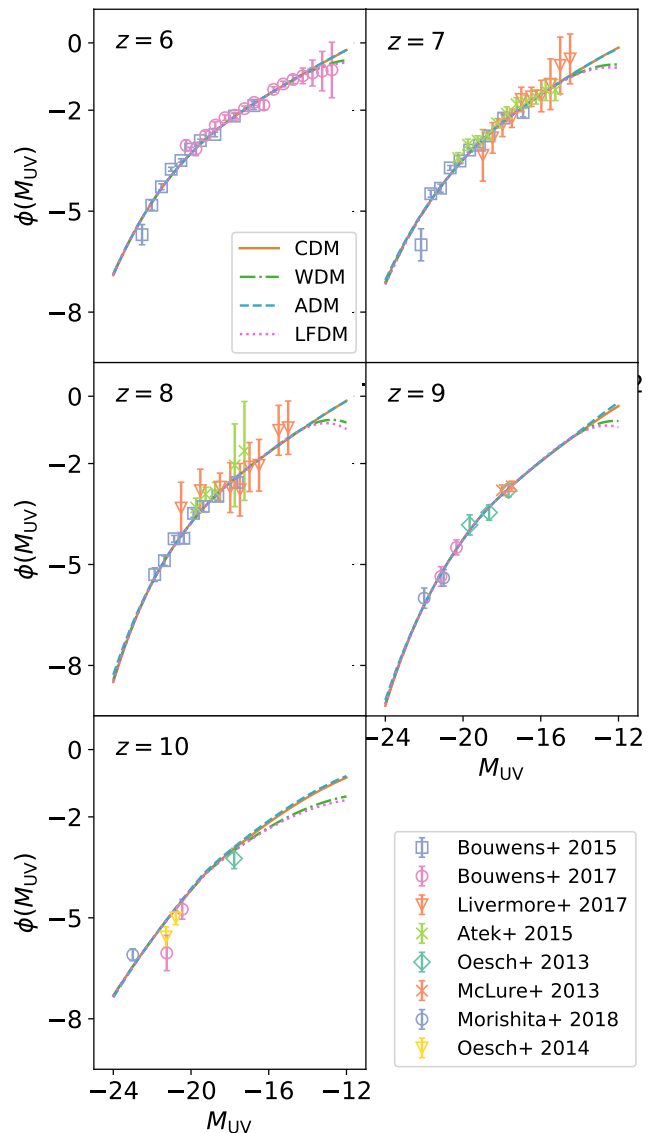 z = 6
z = 7
0
−2
−5
−8
ϕ(M_UV)
CDM
WDM
ADM
LFDM
z = 8
z = 9
0
−2
−5
−8
ϕ(M_UV)
2
−24 −20 −16 −12
M_UV
z = 10
0
−2
−5
−8
ϕ(M_UV)
−24 −20 −16 −12
M_UV
Bouwens+ 2015
Bouwens+ 2017
Livermore+ 2017
Atek+ 2015
Oesch+ 2013
McLure+ 2013
Morishita+ 2018
Oesch+ 2014